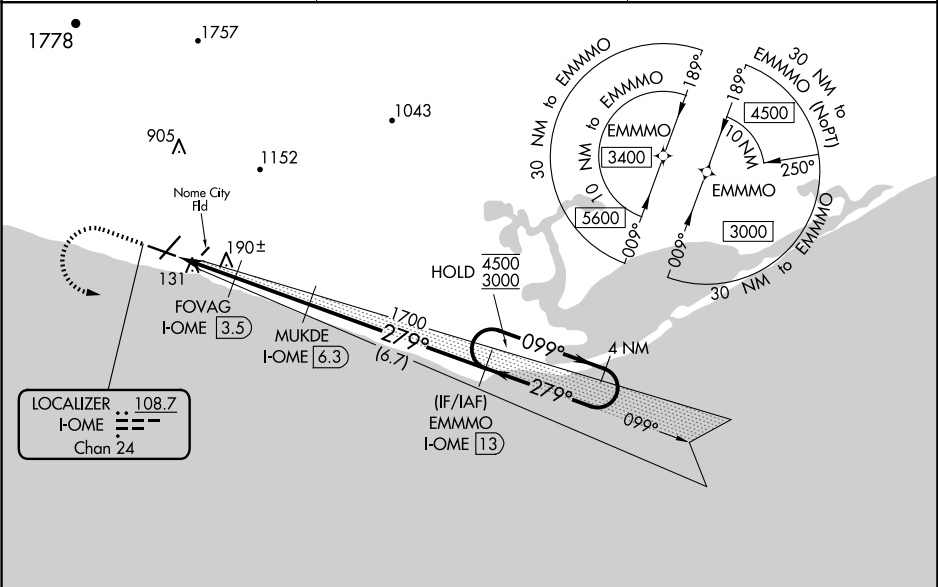 1778
1757
1043
905
1152
Nome City
Fld
190±
131
FOVAG
I-OME 3.5
MUKDE
I-OME 6.3
1700
279°
(6.7)
HOLD 4500
3000
099°
4 NM
279°
099°
(IF/IAF)
EMMMO
I-OME 13
LOCALIZER 108.7
I-OME
Chan 24
30 NM to EMMMO
10 NM to EMMMO
EMMMO
3400
5600
189°
009°
30 NM to
EMMMO
(NoPT)
4500
189°
10 NM
250°
EMMMO
3000
009°
30 NM to EMMMO